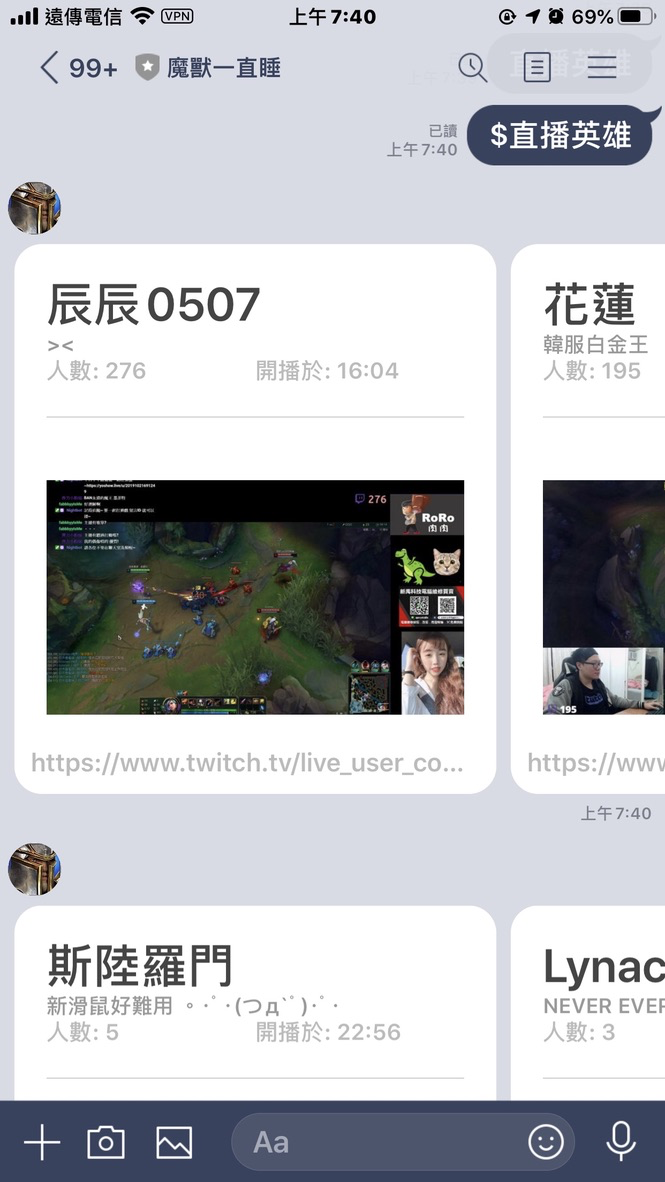 遠傳電信 VPN 上午7:40 69%
99+ 魔獸一直睡
已讀
上午7:40
$直播英雄
辰辰0507
><
人數: 276 開播於: 16:04
276
RoRo
肉肉
https://www.twitch.tv/live_user_co...
花蓮
韓服白金王
人數: 195
195
https://www
上午7:40
斯陸羅門
新滑鼠好難用 。･ﾟ･(つд`ﾟ)･ﾟ･
人數: 5 開播於: 22:56
Lynac
NEVER EVER
人數: 3
Aa